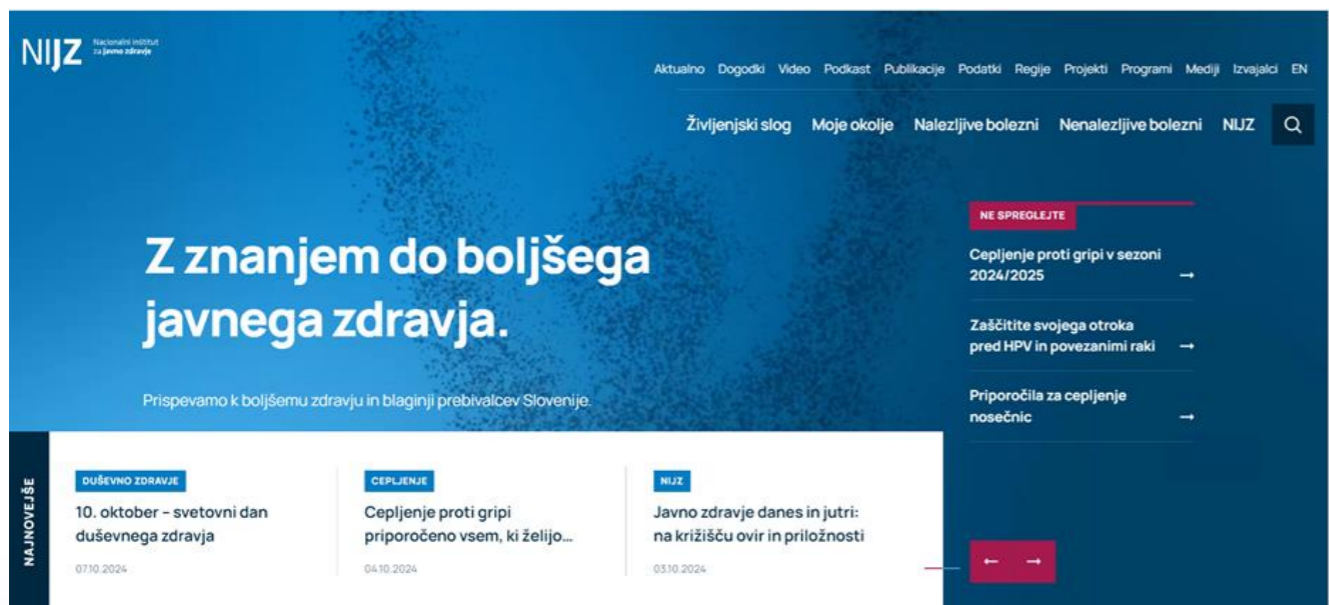 NIJZ
Nacionalni inštitut
za javno zdravje
Aktualno Dogodki Video Podkast Publikacije Podatki Regije Projekti Programi Mediji Izvajalci EN
Življenjski slog Moje okolje Nalezljive bolezni Nenalezljive bolezni NIJZ
Z znanjem do boljšega
javnega zdravja.
Prispevamo k boljšemu zdravju in blaginji prebivalcev Slovenije.
NE SPREGLEJTE
Cepljenje proti gripi v sezoni
2024/2025 →
Zaščitite svojega otroka
pred HPV in povezanimi raki →
Priporočila za cepljenje
nosečnic →
NAJNOVEJŠE
DUŠEVNO ZDRAVJE
10. oktober – svetovni dan
duševnega zdravja
07.10.2024
CEPLJENJE
Cepljenje proti gripi
priporočeno vsem, ki želijo...
04.10.2024
NIJZ
Javno zdravje danes in jutri:
na križišču ovir in priložnosti
03.10.2024
← →